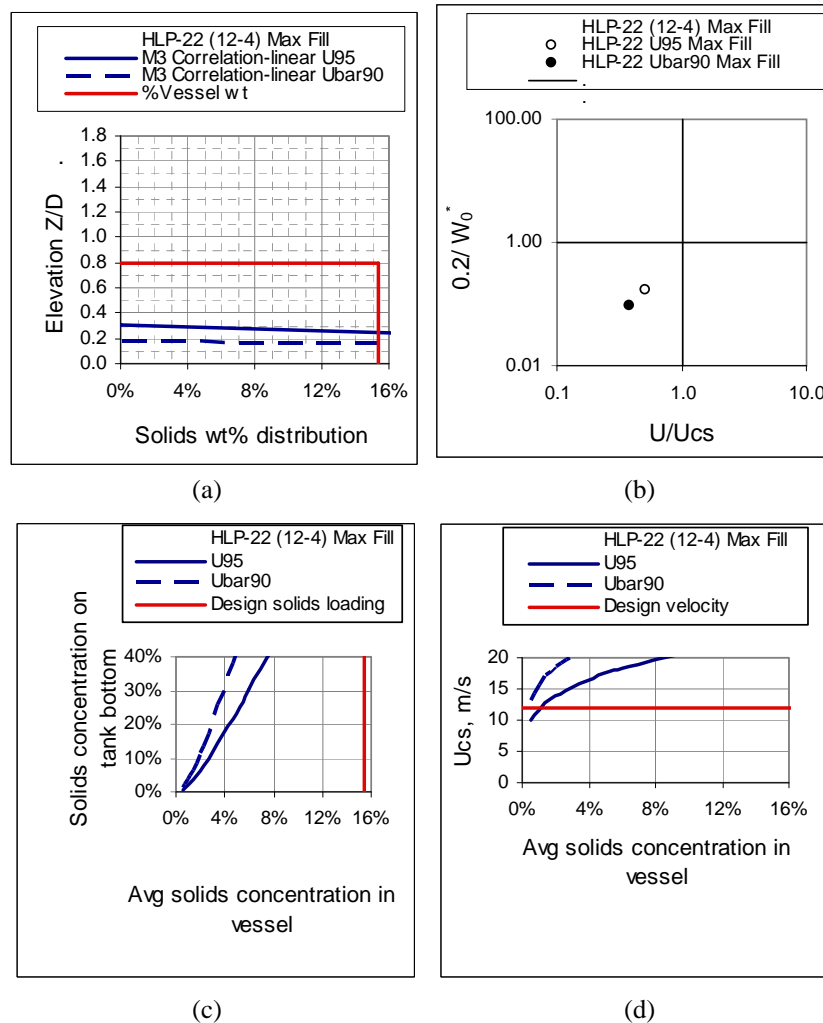 HLP-22 (12-4) Max Fill
M3 Correlation-linear U95
M3 Correlation-linear Ubar90
%Vessel wt
Elevation Z/D
1.8
1.6
1.4
1.2
1.0
0.8
0.6
0.4
0.2
0.0
0% 4% 8% 12% 16%
Solids wt% distribution
(a)
HLP-22 (12-4) Max Fill
HLP-22 U95 Max Fill
HLP-22 Ubar90 Max Fill
.
.
0.2/ W0*
100.00
1.00
0.01
0.1 1.0 10.0
U/Ucs
(b)
HLP-22 (12-4) Max Fill
U95
Ubar90
Design solids loading
Solids concentration on
tank bottom
40%
30%
20%
10%
0%
0% 4% 8% 12% 16%
Avg solids concentration in
vessel
(c)
HLP-22 (12-4) Max Fill
U95
Ubar90
Design velocity
Ucs, m/s
20
15
10
5
0
0% 4% 8% 12% 16%
Avg solids concentration in
vessel
(d)